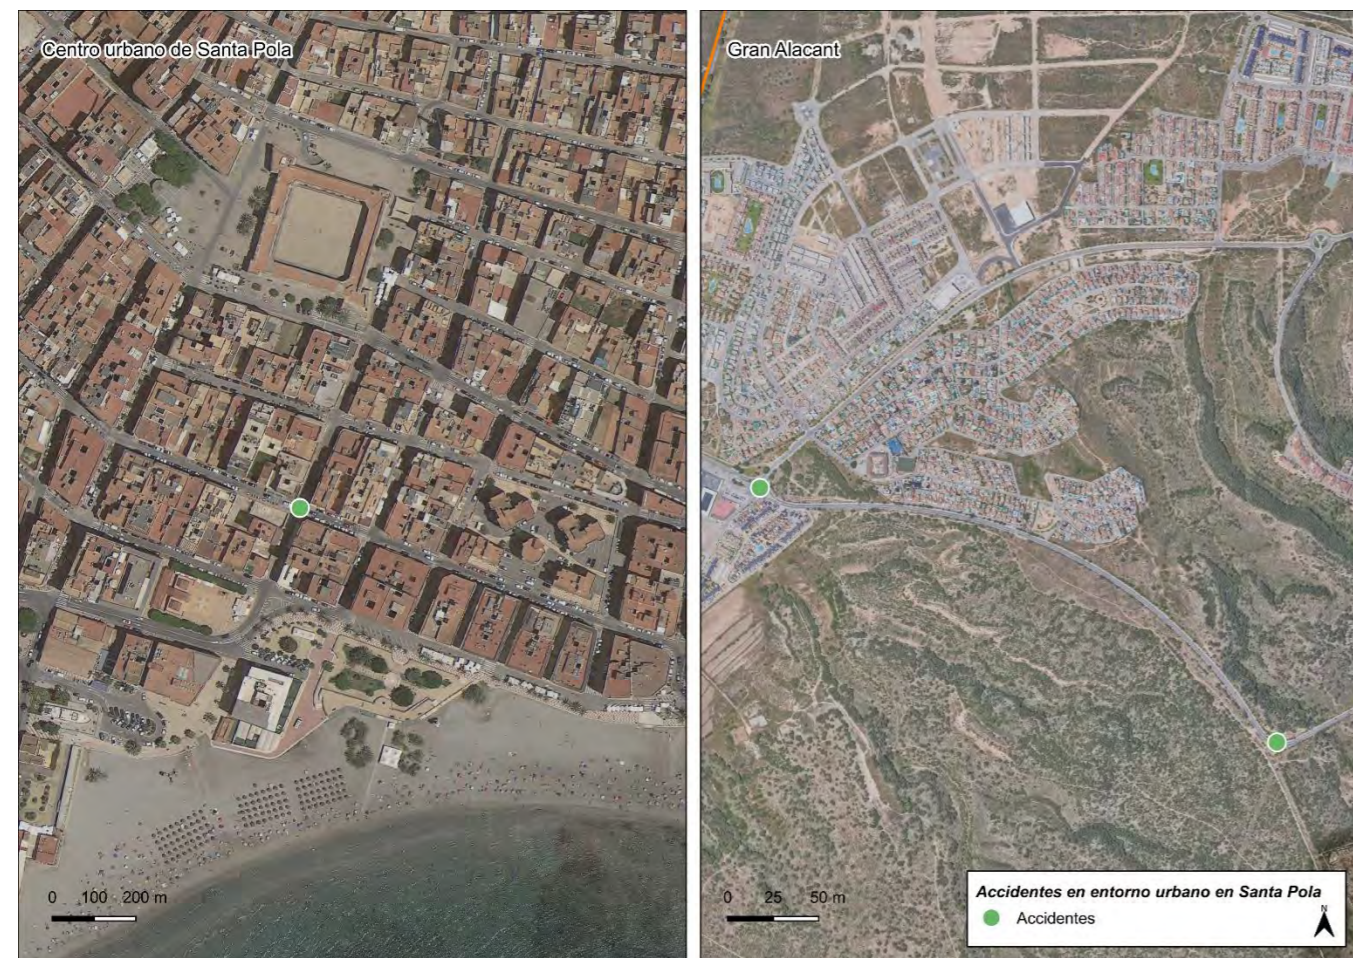 Centro urbano de Santa Pola
Gran Alacant
0 100 200 m
0 25 50 m
Accidentes en entorno urbano en Santa Pola
Accidentes
N